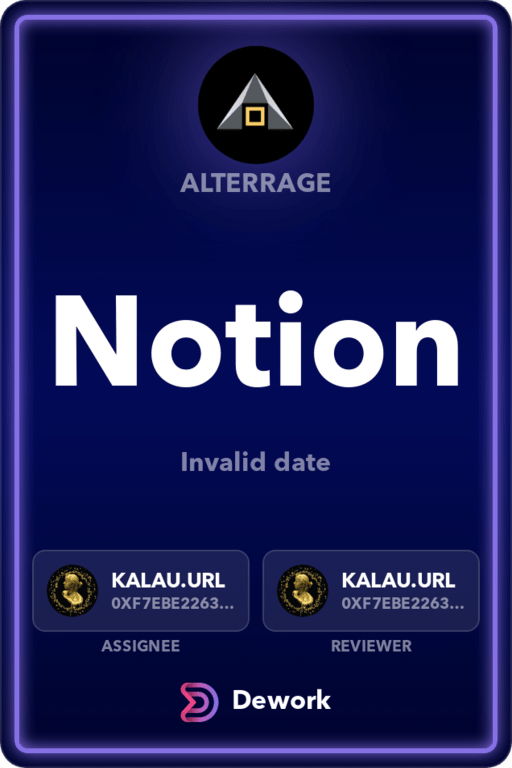 ALTERRAGE
Notion
Invalid date
KALAU.URL
0XF7EBE2263...
ASSIGNEE
KALAU.URL
0XF7EBE2263...
REVIEWER
Dework